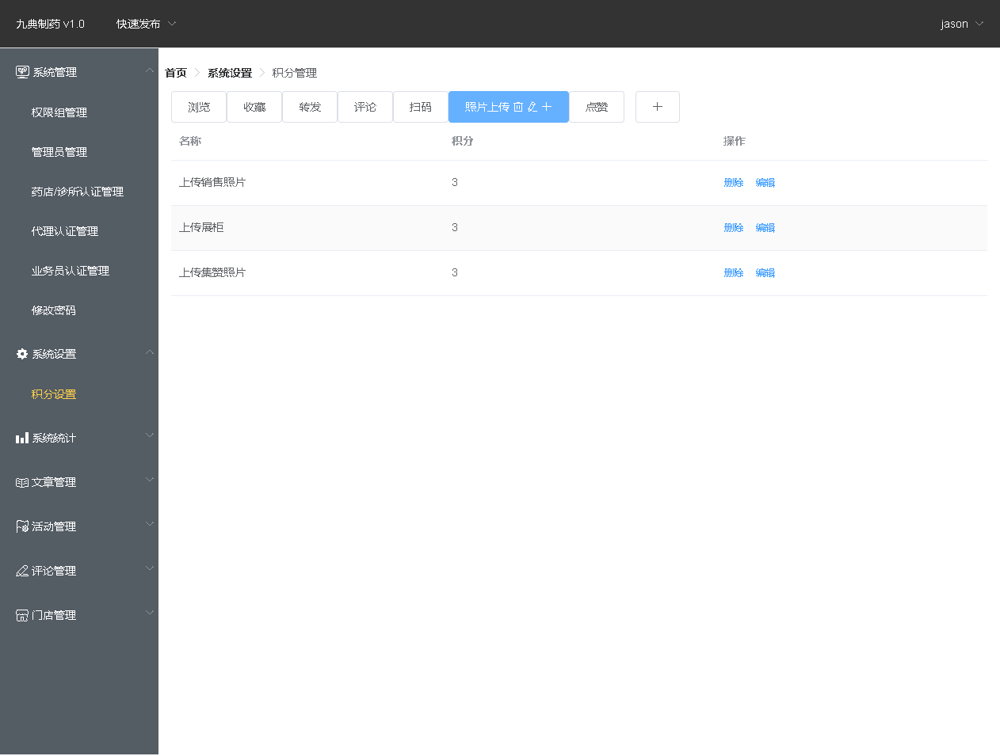 九典制药 v1.0 快速发布 jason
系统管理
权限组管理
管理员管理
药店/诊所认证管理
代理认证管理
业务员认证管理
修改密码
系统设置
积分设置
系统统计
文章管理
活动管理
评论管理
门店管理
首页 系统设置 积分管理
浏览 收藏 转发 评论 扫码 照片上传 点赞
名称 积分 操作
上传销售照片 3 删除 编辑
上传展柜 3 删除 编辑
上传集赞照片 3 删除 编辑